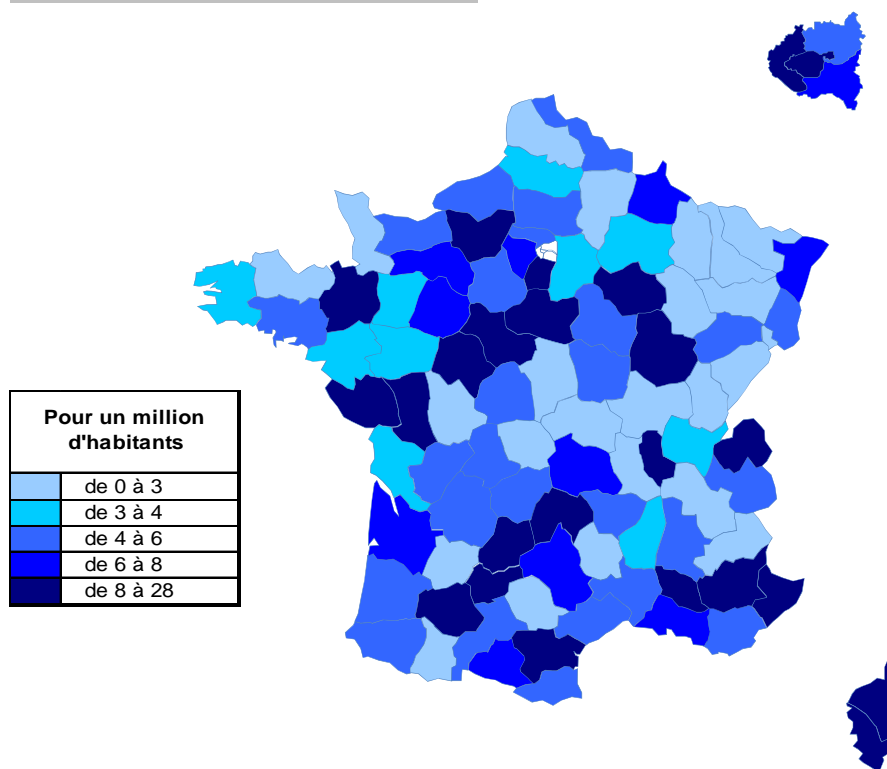 Pour un million
d'habitants
de 0 à 3
de 3 à 4
de 4 à 6
de 6 à 8
de 8 à 28